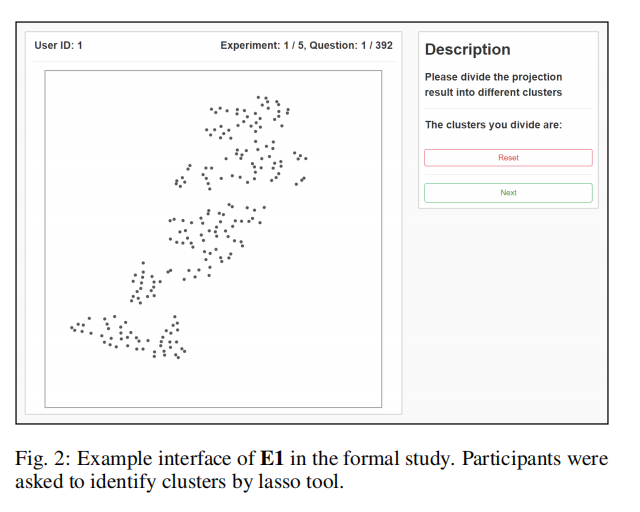 User ID: 1
Experiment: 1 / 5, Question: 1 / 392
Description
Please divide the projection
result into different clusters
The clusters you divide are:
Reset
Next
Fig. 2: Example interface of E1 in the formal study. Participants were
asked to identify clusters by lasso tool.